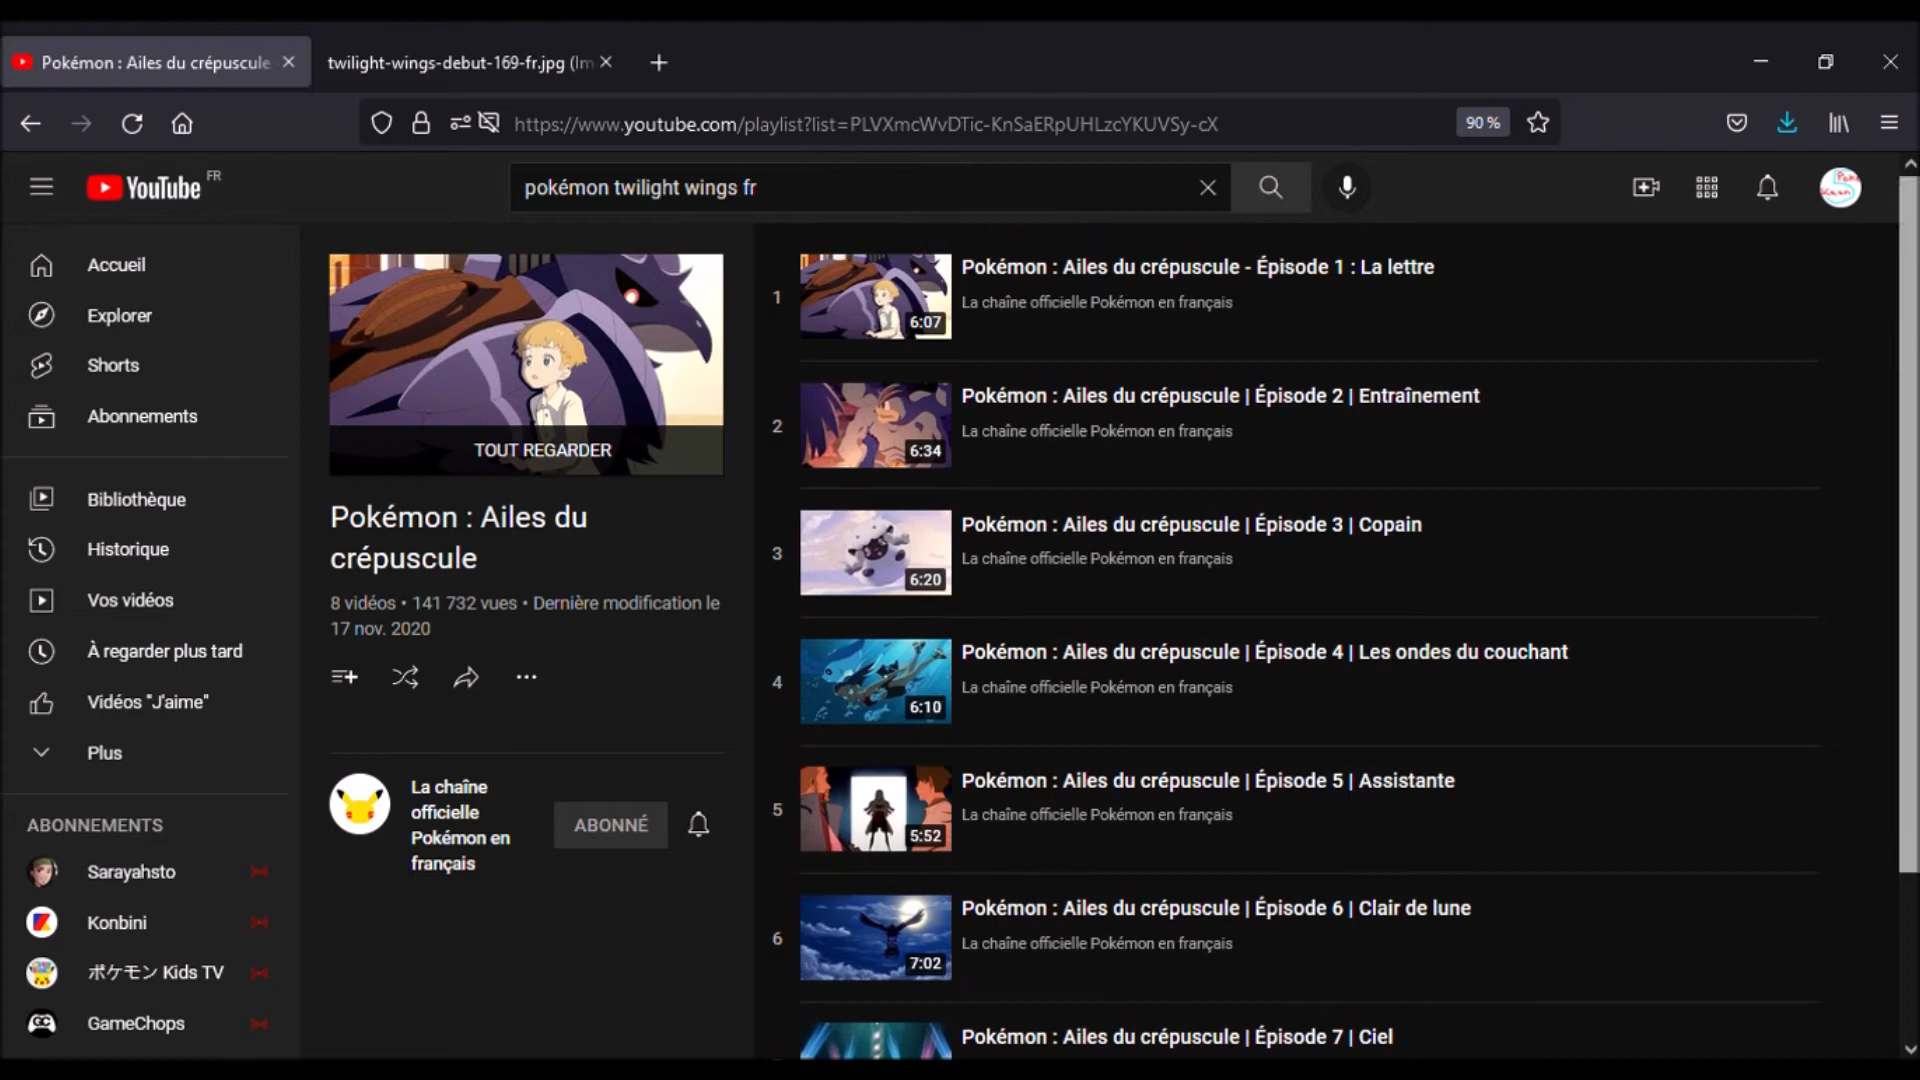 Pokémon : Ailes du crépuscule
twilight-wings-debut-169-fr.jpg (Im
https://www.youtube.com/playlist?list=PLVXmcWvDTic-KnSaERpUHLzcYKUVSy-cX
90 %
YouTube FR
pokémon twilight wings fr
Accueil
Explorer
Shorts
Abonnements
Bibliothèque
Historique
Vos vidéos
À regarder plus tard
Vidéos "J'aime"
Plus
ABONNEMENTS
Sarayahsto
Konbini
ポケモン Kids TV
GameChops
TOUT REGARDER
Pokémon : Ailes du
crépuscule
8 vidéos • 141 732 vues • Dernière modification le
17 nov. 2020
La chaîne
officielle
Pokémon en
français
ABONNÉ
1
6:07
Pokémon : Ailes du crépuscule - Épisode 1 : La lettre
La chaîne officielle Pokémon en français
2
6:34
Pokémon : Ailes du crépuscule | Épisode 2 | Entraînement
La chaîne officielle Pokémon en français
3
6:20
Pokémon : Ailes du crépuscule | Épisode 3 | Copain
La chaîne officielle Pokémon en français
4
6:10
Pokémon : Ailes du crépuscule | Épisode 4 | Les ondes du couchant
La chaîne officielle Pokémon en français
5
5:52
Pokémon : Ailes du crépuscule | Épisode 5 | Assistante
La chaîne officielle Pokémon en français
6
7:02
Pokémon : Ailes du crépuscule | Épisode 6 | Clair de lune
La chaîne officielle Pokémon en français
Pokémon : Ailes du crépuscule | Épisode 7 | Ciel